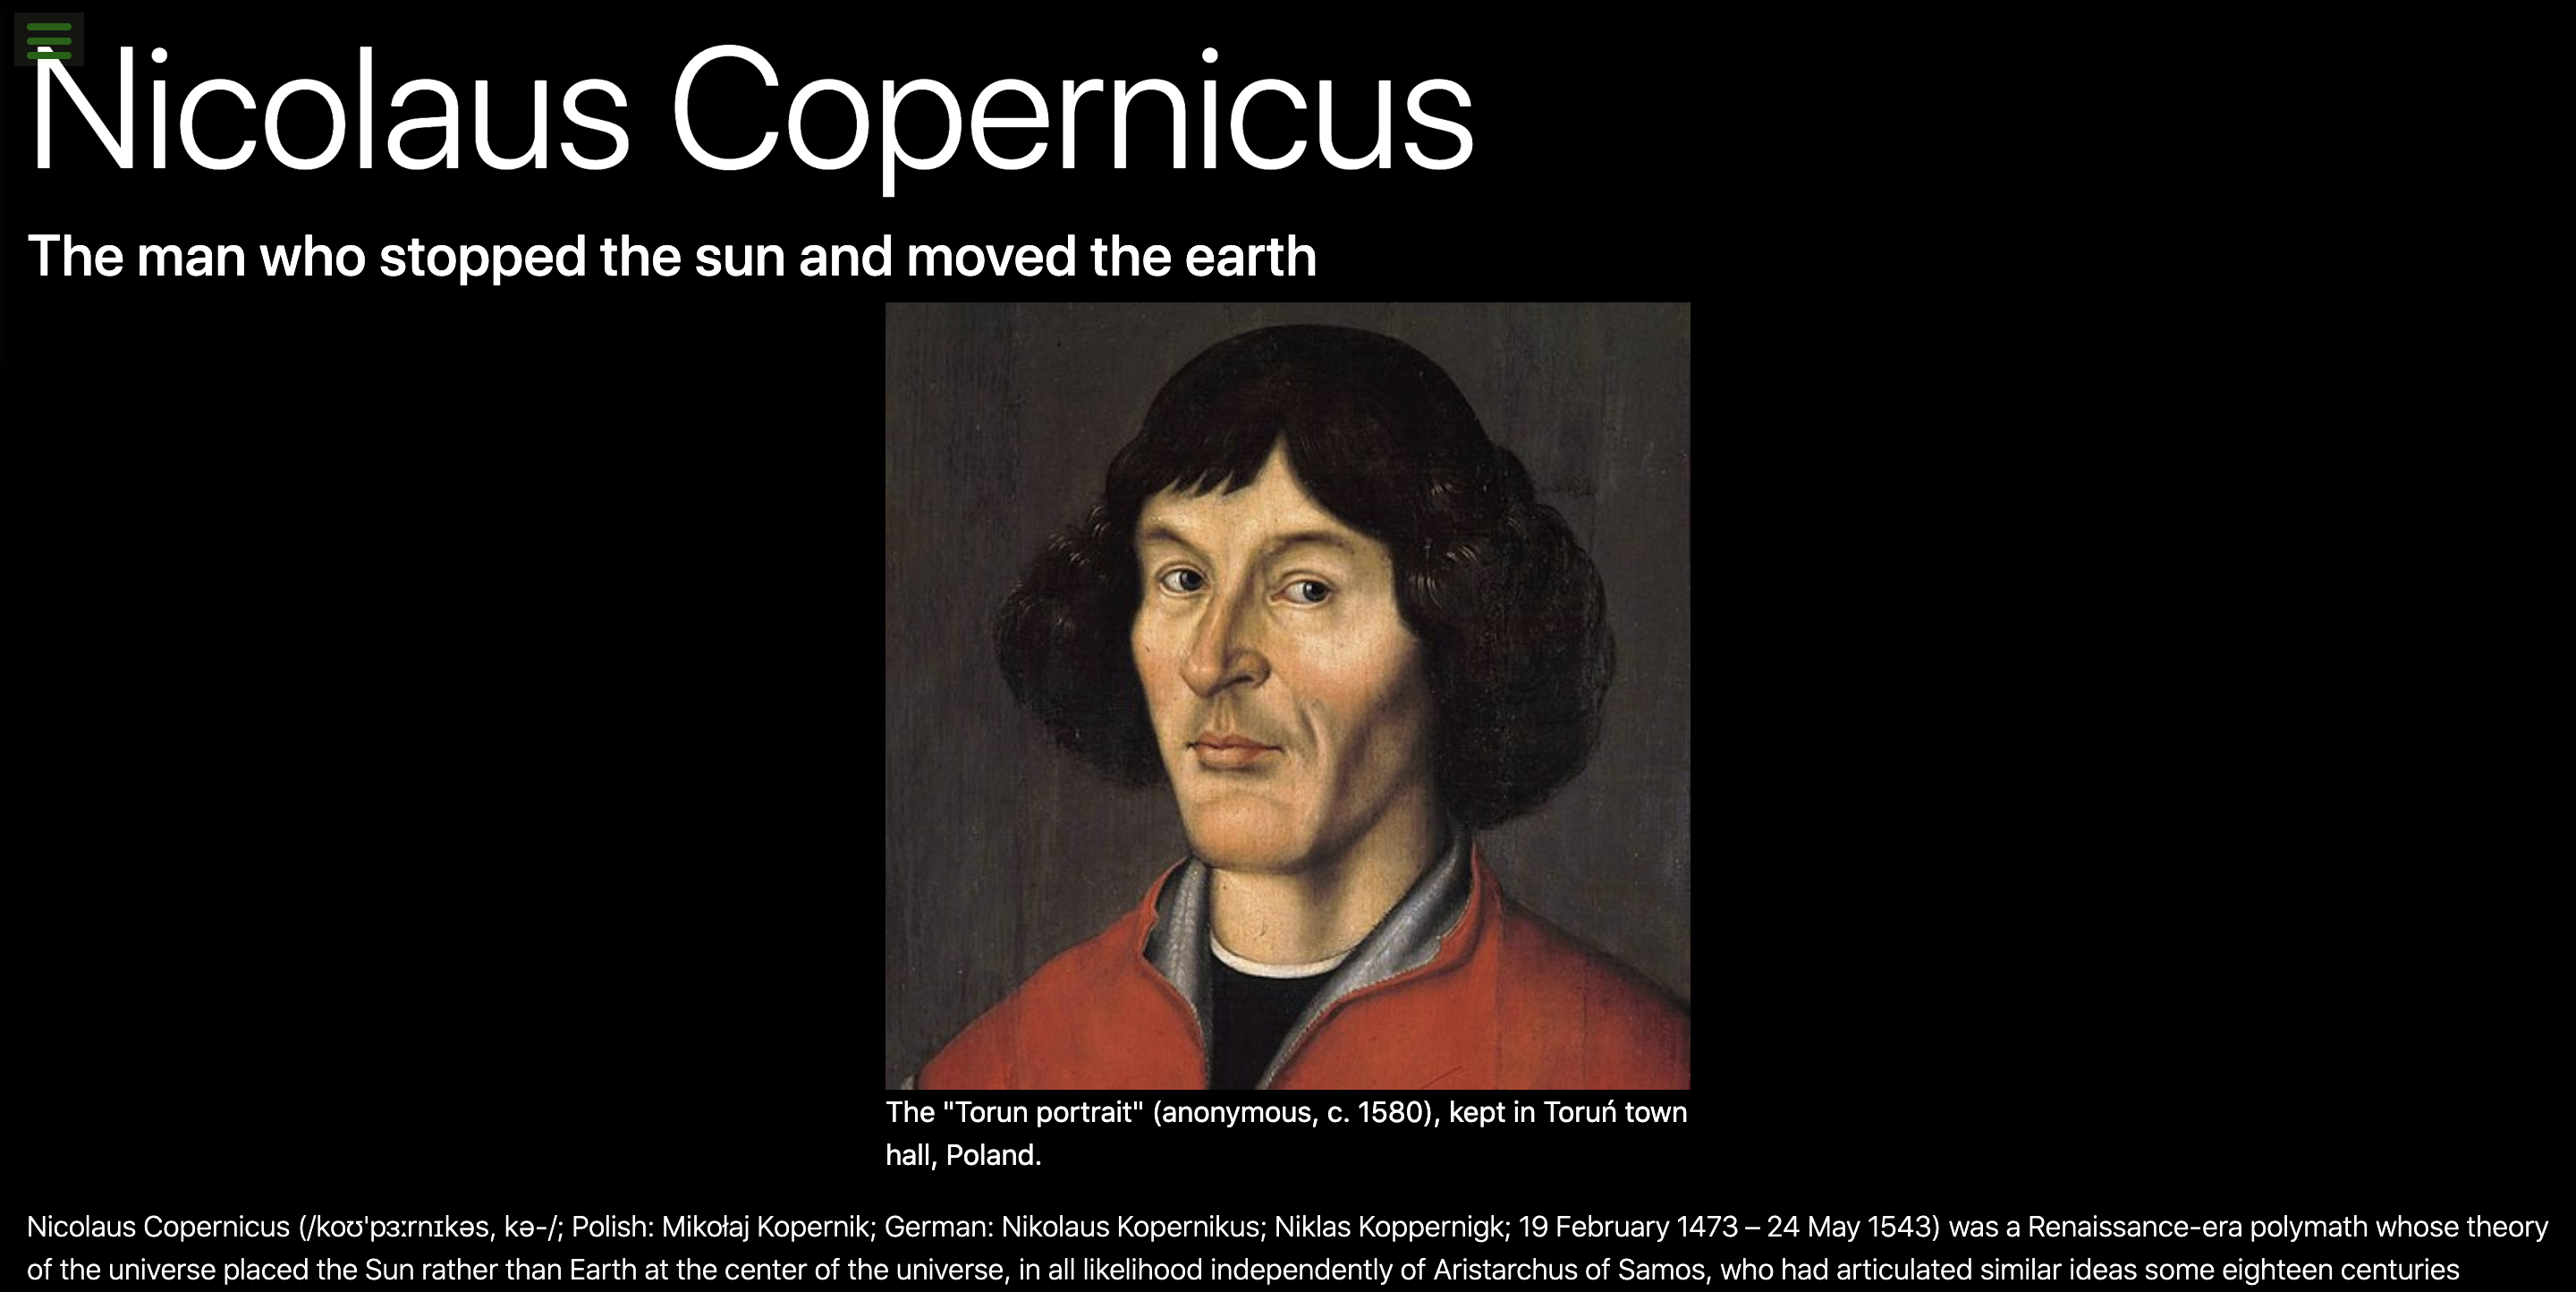 Nicolaus Copernicus
The man who stopped the sun and moved the earth
The "Torun portrait" (anonymous, c. 1580), kept in Toruń town
hall, Poland.
Nicolaus Copernicus (/koʊˈpɜːrnɪkəs, kə-/; Polish: Mikołaj Kopernik; German: Nikolaus Kopernikus; Niklas Koppernigk; 19 February 1473 – 24 May 1543) was a Renaissance-era polymath whose theory
of the universe placed the Sun rather than Earth at the center of the universe, in all likelihood independently of Aristarchus of Samos, who had articulated similar ideas some eighteen centuries